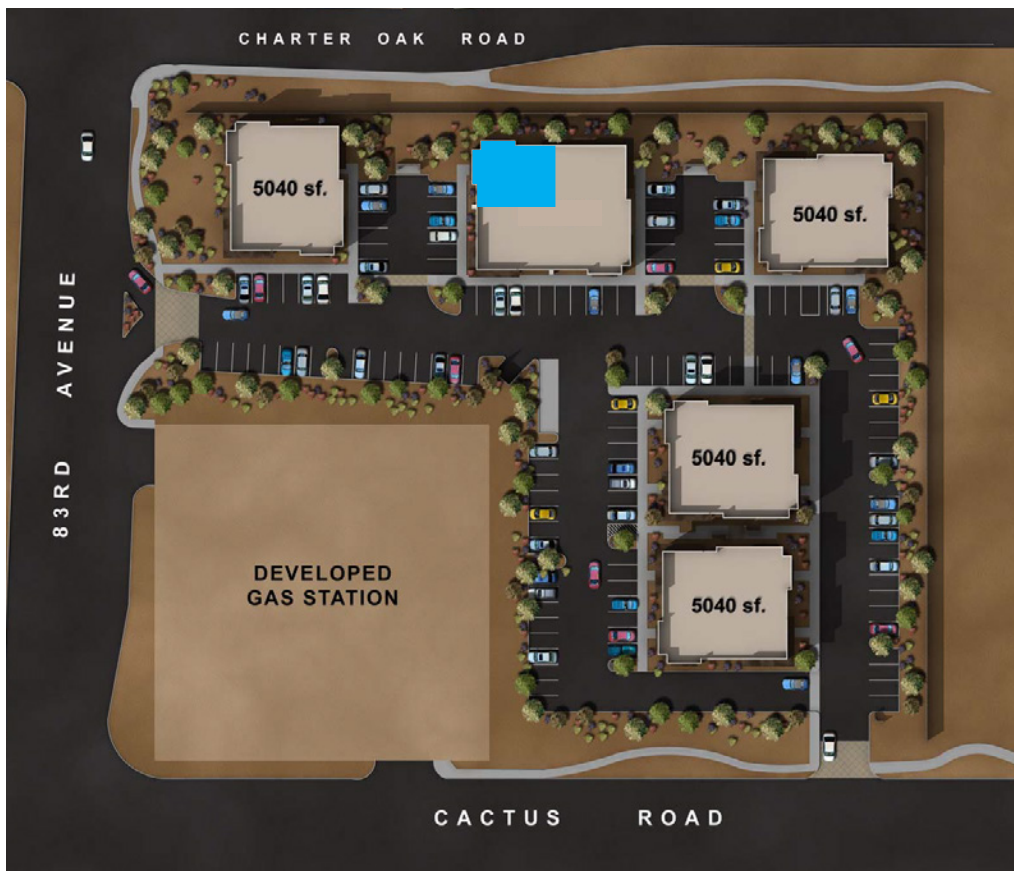 CHARTER OAK ROAD
5040 sf.
5040 sf.
83RD AVENUE
5040 sf.
DEVELOPED
GAS STATION
5040 sf.
CACTUS ROAD